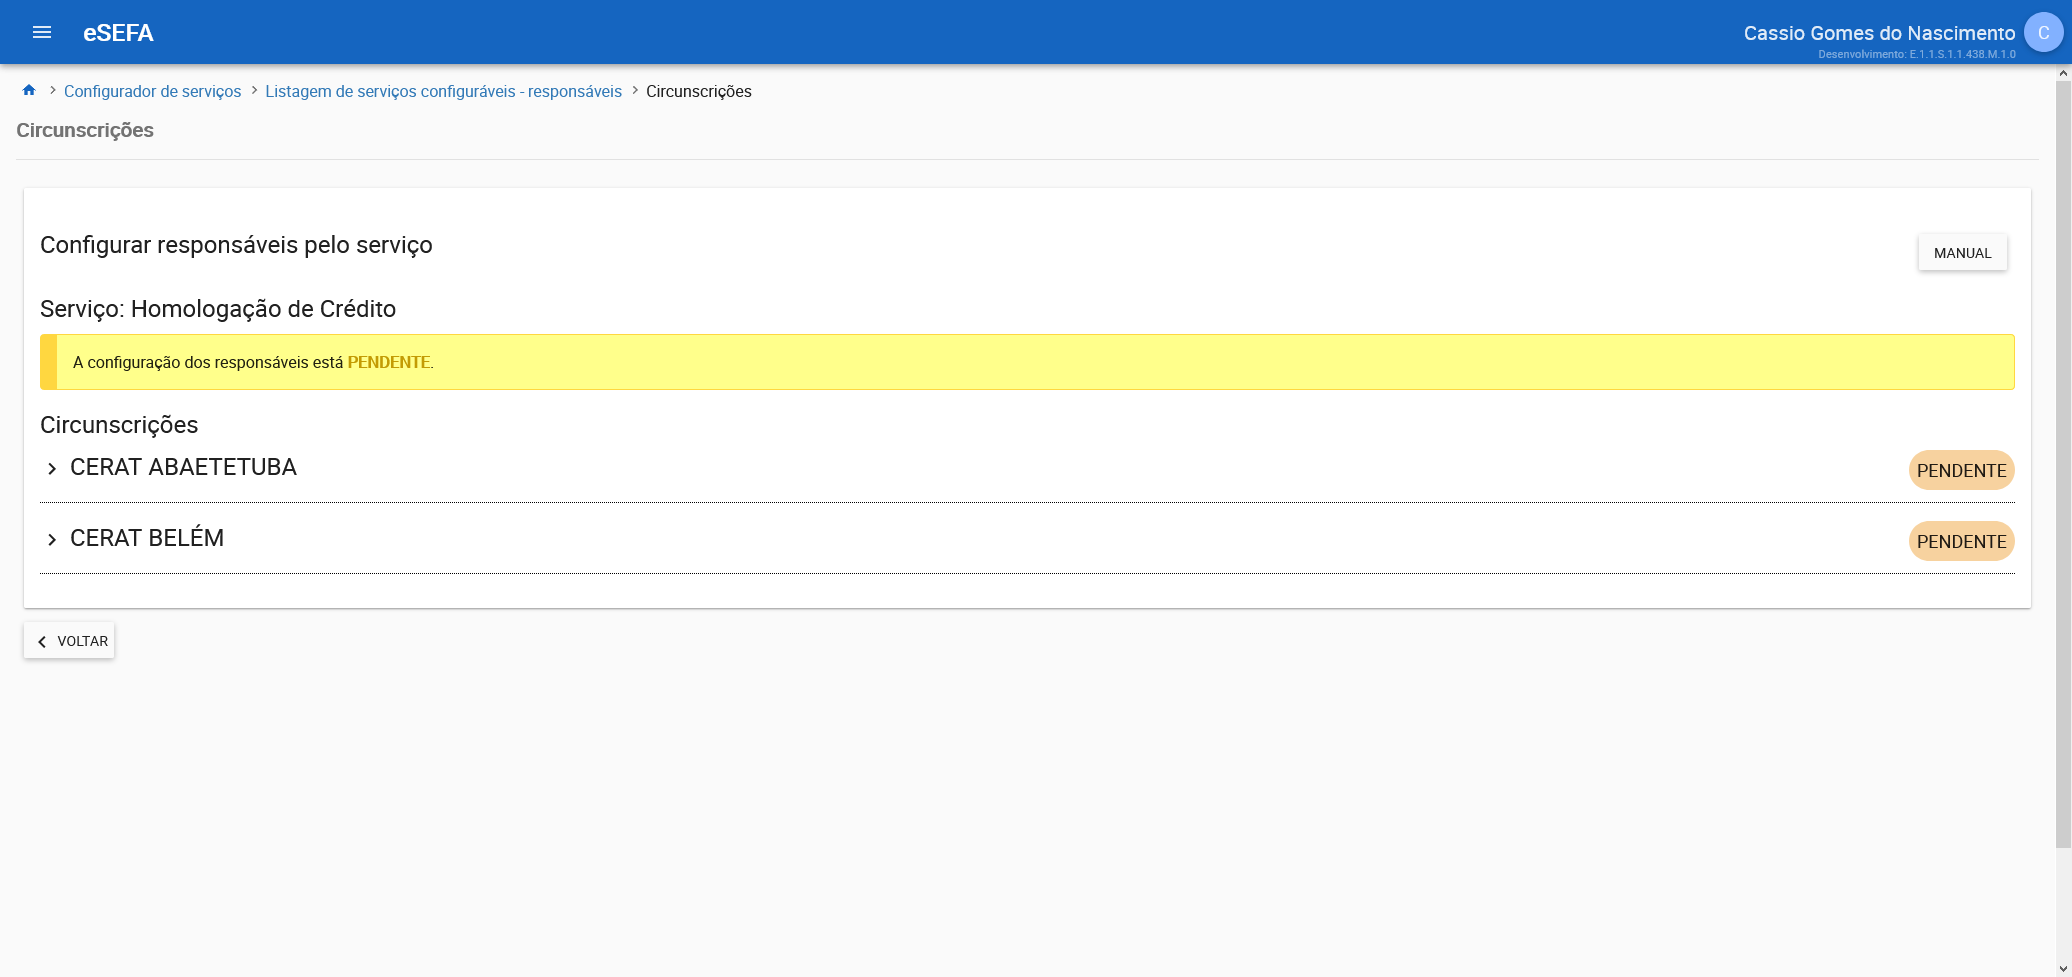 eSEFA
Cassio Gomes do Nascimento
C
Desenvolvimento: E.1.1.S.1.1.438.M.1.0
Configurador de serviços
Listagem de serviços configuráveis - responsáveis
Circunscrições
Circunscrições
Configurar responsáveis pelo serviço
MANUAL
Serviço: Homologação de Crédito
A configuração dos responsáveis está PENDENTE.
Circunscrições
CERAT ABAETETUBA
PENDENTE
CERAT BELÉM
PENDENTE
VOLTAR